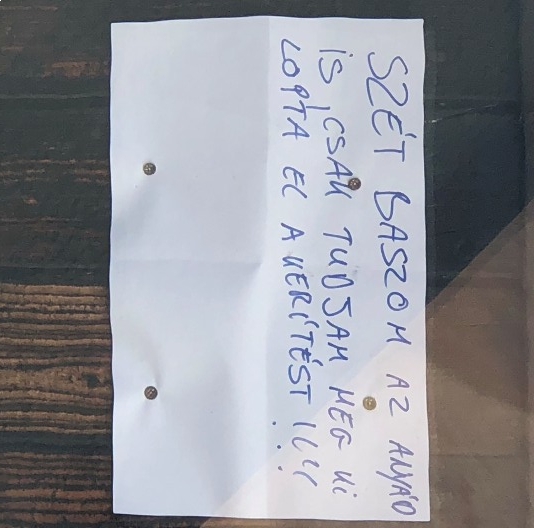 SZÉT BASZOM AZ ANYÁD
IS, CSAK TUDJAM MEG KI
LOPTA EL A KERÍTÉST !!!!